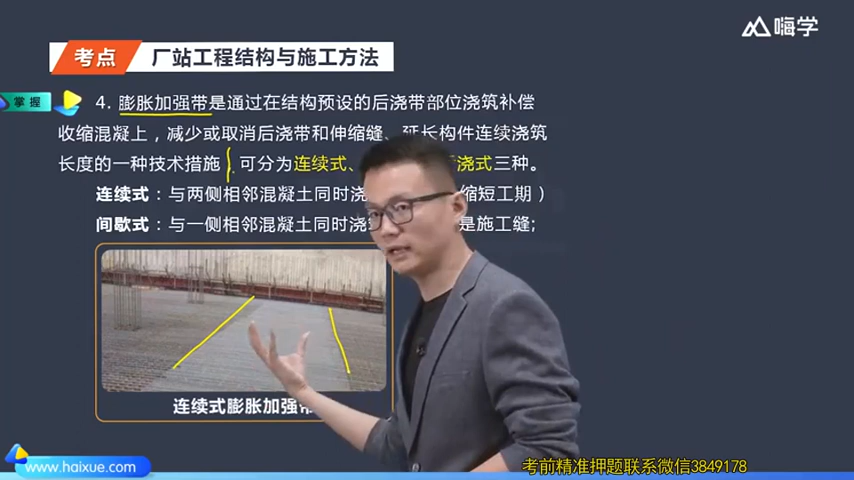 嗨学
考点 厂站工程结构与施工方法
掌握
4. 膨胀加强带是通过在结构预设的后浇带部位浇筑补偿
收缩混凝土，减少或取消后浇带和伸缩缝、延长构件连续浇筑
长度的一种技术措施，可分为连续式、 后浇式三种。
连续式：与两侧相邻混凝土同时浇 缩短工期）
间歇式：与一侧相邻混凝土同时浇 是施工缝;
连续式膨胀加强带
www.haixue.com
考前精准押题联系微信3849178